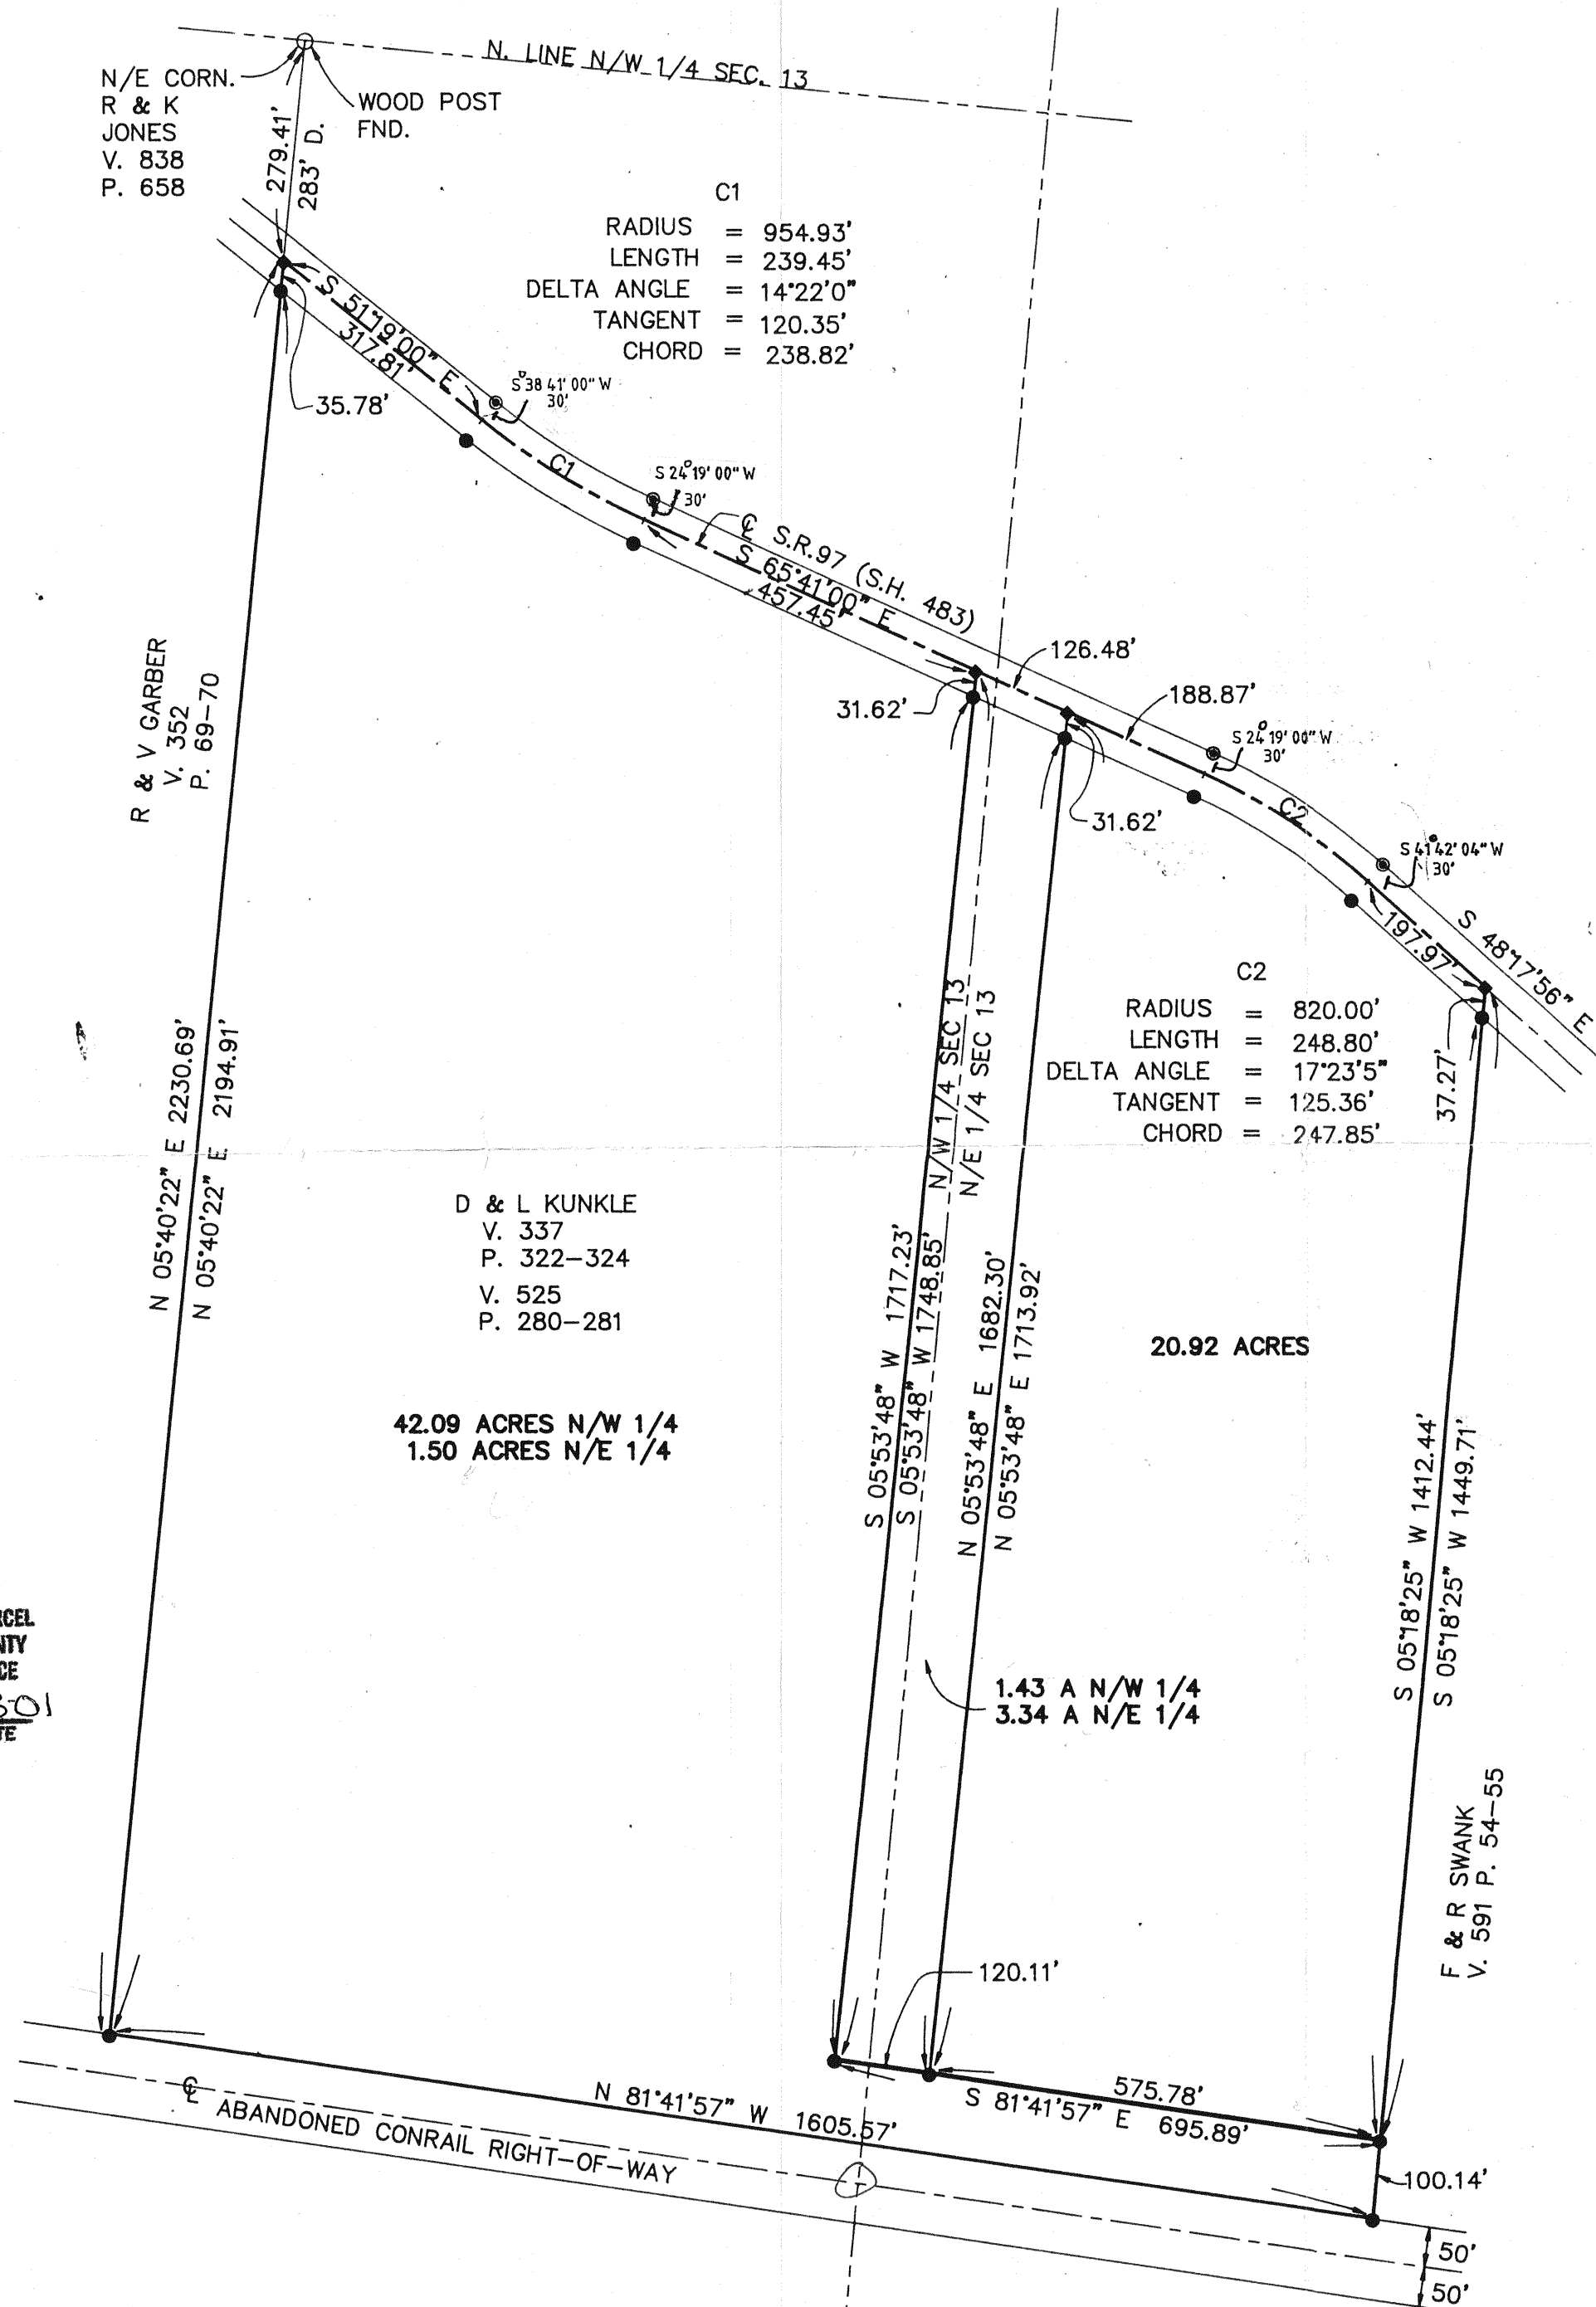 N. LINE N/W 1/4 SEC. 13
N/E CORN.
R & K
JONES
V. 838
P. 658
WOOD POST
FND.
279.41'
283' D.
C1
RADIUS = 954.93'
LENGTH = 239.45'
DELTA ANGLE = 14°22'0"
TANGENT = 120.35'
CHORD = 238.82'
S 51°19'00" E
317.81'
35.78'
S 38°41'00" W
30'
C1
S 24°19'00" W
30'
℄ S.R.97 (S.H. 483)
S 65°41'00" E
457.45'
126.48'
31.62'
188.87'
31.62'
S 24°19'00" W
30'
C2
S 41°42'04" W
30'
197.97'
S 48°17'56" E
37.27'
R & V GARBER
V. 352
P. 69-70
C2
RADIUS = 820.00'
LENGTH = 248.80'
DELTA ANGLE = 17°23'5"
TANGENT = 125.36'
CHORD = 247.85'
N/W 1/4 SEC 13
N/E 1/4 SEC 13
N 05°40'22" E 2230.69'
N 05°40'22" E 2194.91'
D & L KUNKLE
V. 337
P. 322-324
V. 525
P. 280-281
42.09 ACRES N/W 1/4
1.50 ACRES N/E 1/4
S 05°53'48" W 1717.23'
S 05°53'48" W 1748.85'
N 05°53'48" E 1682.30'
N 05°53'48" E 1713.92'
20.92 ACRES
S 05°18'25" W 1412.44'
S 05°18'25" W 1449.71'
RCEL
NTY
CE
TE
1.43 A N/W 1/4
3.34 A N/E 1/4
F & R SWANK
V. 591 P. 54-55
120.11'
575.78'
S 81°41'57" E 695.89'
N 81°41'57" W 1605.57'
℄ ABANDONED CONRAIL RIGHT-OF-WAY
100.14'
50'
50'